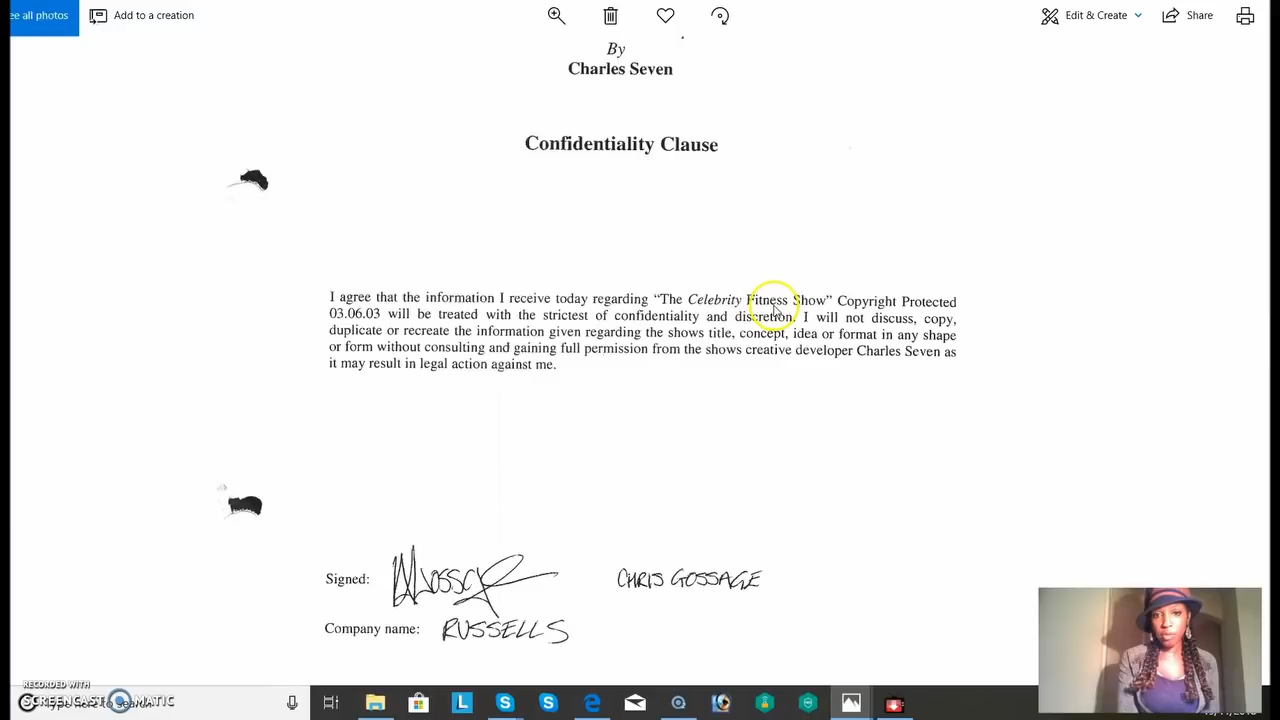 ee all photos
Add to a creation
Edit & Create
Share
By
Charles Seven
Confidentiality Clause
I agree that the information I receive today regarding “The Celebrity Fitness Show” Copyright Protected
03.06.03 will be treated with the strictest of confidentiality and discretion. I will not discuss, copy,
duplicate or recreate the information given regarding the shows title, concept, idea or format in any shape
or form without consulting and gaining full permission from the shows creative developer Charles Seven as
it may result in legal action against me.
Signed:
CHRIS GOSSAGE
Company name: RUSSELLS
RECORDED WITH
SCREENCAST MATIC